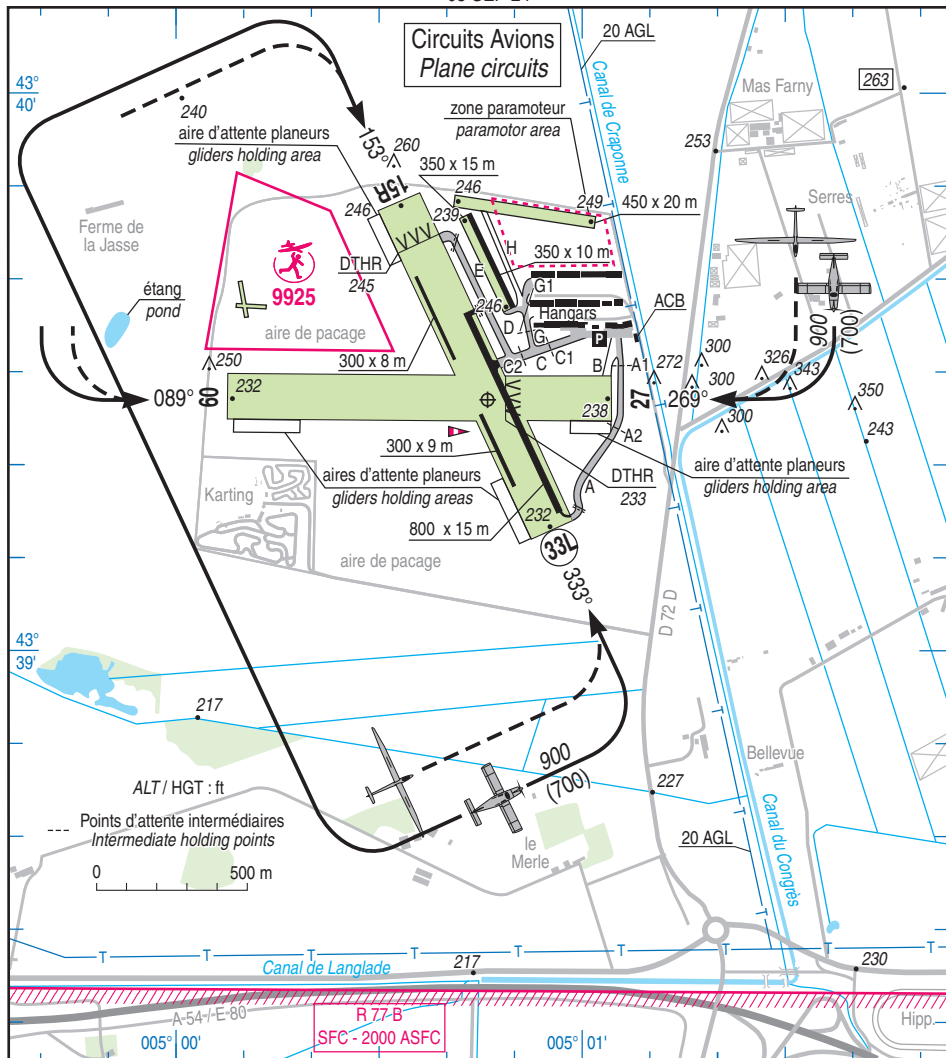 Circuits Avions
Plane circuits
20 AGL
Canal de Craponne
43°
40'
240
263
Mas Farny
zone paramoteur
paramotor area
aire d'attente planeurs
gliders holding area
153°
260
350 x 15 m
253
15R
246
246
249
450 x 20 m
Serres
239
Ferme de
la Jasse
DTHR
245
H
350 x 10 m
E
9925
G1
ACB
étang
pond
246
Hangars
D
G
P
900
(700)
aire de pacage
300 x 8 m
C
C1
B
A1
272
300
250
C2
326
343
300
350
089°
09
232
238
27
269°
300
243
A2
300 x 9 m
aires d'attente planeurs
gliders holding areas
DTHR
233
aire d'attente planeurs
gliders holding area
Karting
A
232
800 x 15 m
33L
333°
aire de pacage
D 72 D
43°
39'
217
900
(700)
Bellevue
227
ALT / HGT : ft
Points d'attente intermédiaires
Intermediate holding points
0
500 m
le
Merle
20 AGL
Canal du Congrès
T
T
T
T
T
T
T
Canal de Langlade
217
230
A 54 / E 80
R 77 B
SFC - 2000 ASFC
Hipp.
005° 00'
005° 01'